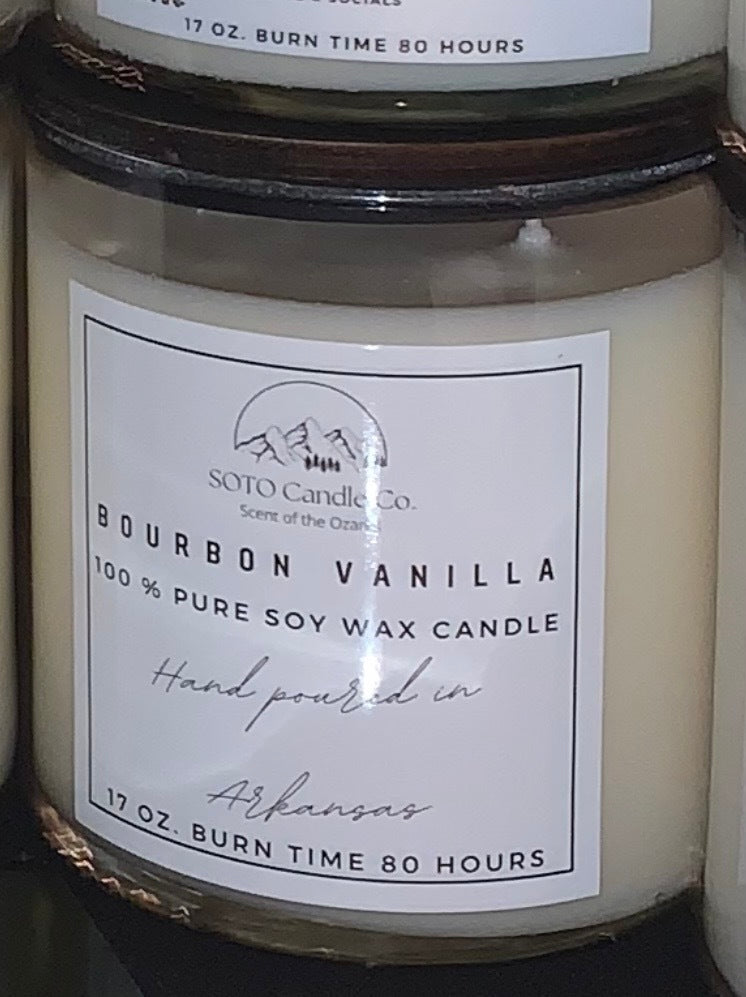 17 OZ. BURN TIME 80 HOURS
SOTO Candle Co.
Scent of the
BOURBON VANILLA
100 % PURE SOY WAX CANDLE
Hand poured in
Arkansas
17 OZ. BURN TIME 80 HOURS